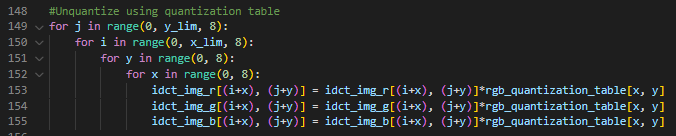 148 #Unquantize using quantization table
149 for j in range(0, y_lim, 8):
150 for i in range(0, x_lim, 8):
151 for y in range(0, 8):
152 for x in range(0, 8):
153 idct_img_r[(i+x), (j+y)] = idct_img_r[(i+x), (j+y)]*rgb_quantization_table[x, y]
154 idct_img_g[(i+x), (j+y)] = idct_img_g[(i+x), (j+y)]*rgb_quantization_table[x, y]
155 idct_img_b[(i+x), (j+y)] = idct_img_b[(i+x), (j+y)]*rgb_quantization_table[x, y]